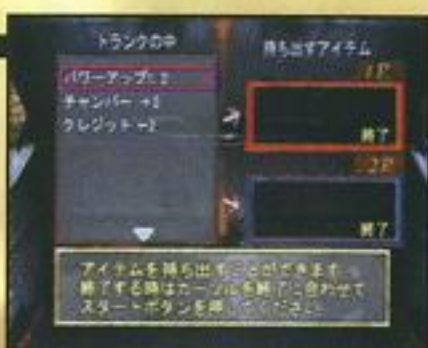 トランクの中
持ち出すアイテム
パワーアップ
チャンバー
クレジット +2
1P
終了
2P
終了
アイテムを持ち出すことができます
終了する時はカーソルを終了に合わせて
スタートボタンを押してください